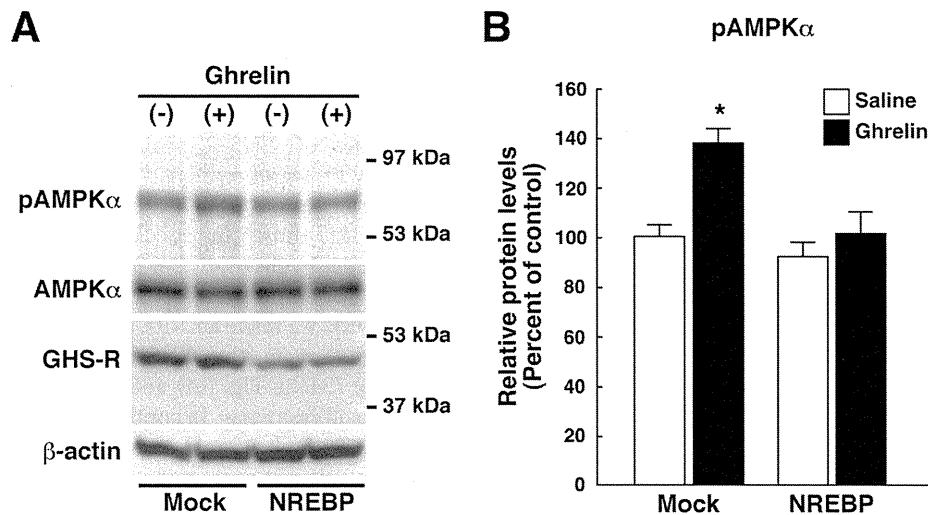 A
Ghrelin
(-) (+) (-) (+)
97 kDa
pAMPKα
53 kDa
AMPKα
53 kDa
GHS-R
37 kDa
β-actin
Mock NREBP
B
pAMPKα
Saline
Ghrelin
Relative protein levels
(Percent of control)
160
140
120
100
80
60
40
20
0
*
Mock NREBP